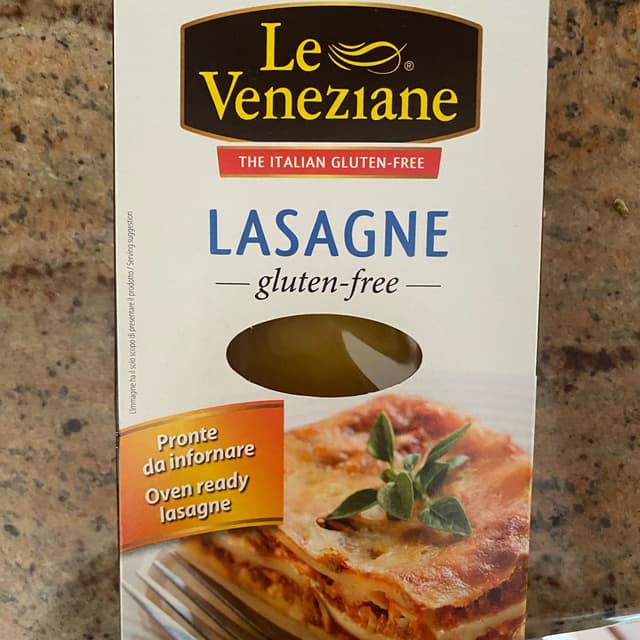 Le
Veneziane
®
THE ITALIAN GLUTEN-FREE
LASAGNE
gluten-free
L'immagine ha il solo scopo di presentare il prodotto / Serving suggestion
Pronte
da infornare
Oven ready
lasagne